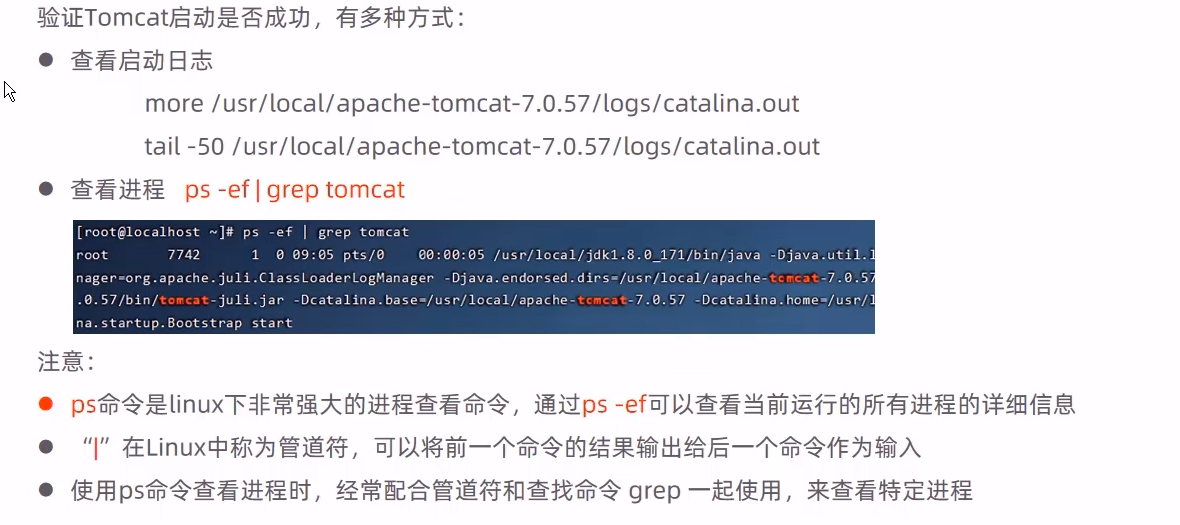 验证Tomcat启动是否成功，有多种方式：
● 查看启动日志
more /usr/local/apache-tomcat-7.0.57/logs/catalina.out
tail -50 /usr/local/apache-tomcat-7.0.57/logs/catalina.out
● 查看进程 ps -ef | grep tomcat
[root@localhost ~]# ps -ef | grep tomcat
root 7742 1 0 09:05 pts/0 00:00:05 /usr/local/jdk1.8.0_171/bin/java -Djava.util.l
nager=org.apache.juli.ClassLoaderLogManager -Djava.endorsed.dirs=/usr/local/apache-tomcat-7.0.57
.0.57/bin/tomcat-juli.jar -Dcatalina.base=/usr/local/apache-tomcat-7.0.57 -Dcatalina.home=/usr/l
na.startup.Bootstrap start
注意：
● ps命令是linux下非常强大的进程查看命令，通过ps -ef可以查看当前运行的所有进程的详细信息
● “|”在Linux中称为管道符，可以将前一个命令的结果输出给后一个命令作为输入
● 使用ps命令查看进程时，经常配合管道符和查找命令 grep 一起使用，来查看特定进程